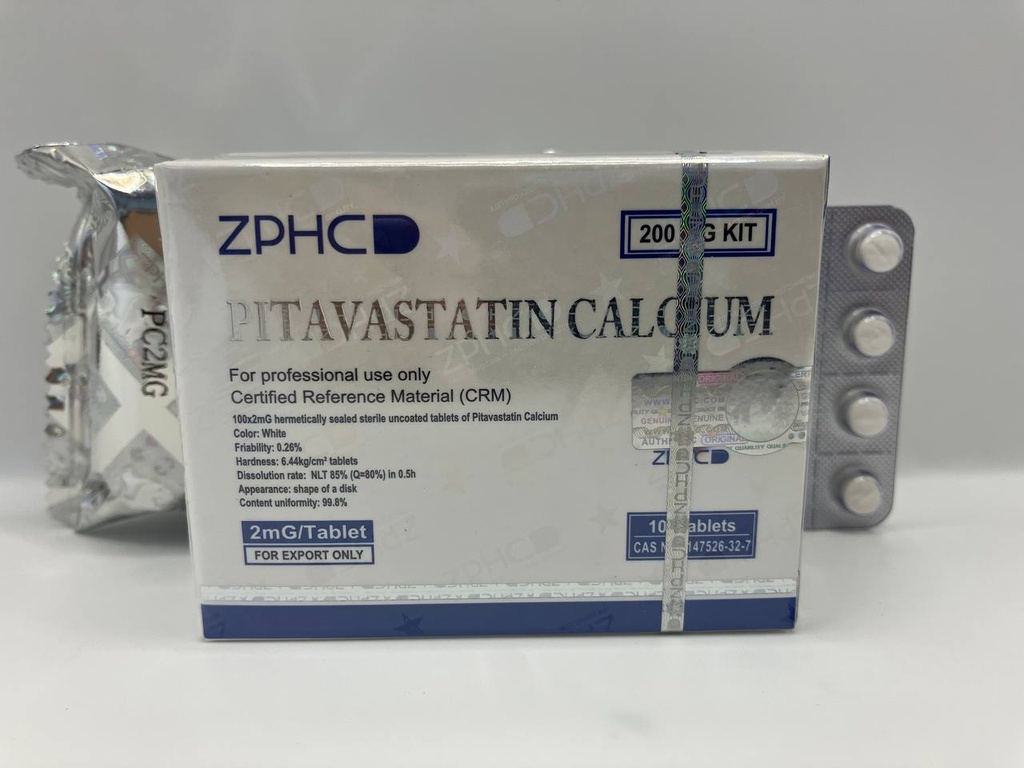 ZPHC
200 G KIT
PITAVASTATIN CALCIUM
For professional use only
Certified Reference Material (CRM)
100x2mG hermetically sealed sterile uncoated tablets of Pitavastatin Calcium
Color: White
Friability: 0.26%
Hardness: 6.44kg/cm² tablets
Dissolution rate: NLT 85% (Q=80%) in 0.5h
Appearance: shape of a disk
Content uniformity: 99.8%
2mG/Tablet
FOR EXPORT ONLY
ORIGINAL
ZPHC
ablets
CAS 147526-32-7
PC2MG